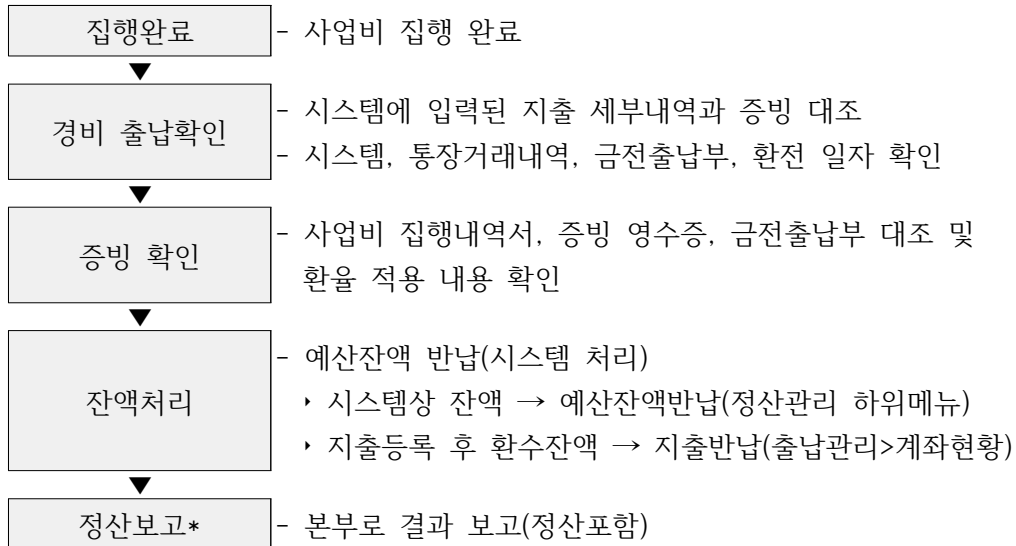 집행완료
- 사업비 집행 완료
▼
경비 출납확인
- 시스템에 입력된 지출 세부내역과 증빙 대조
- 시스템, 통장거래내역, 금전출납부, 환전 일자 확인
▼
증빙 확인
- 사업비 집행내역서, 증빙 영수증, 금전출납부 대조 및
환율 적용 내용 확인
▼
잔액처리
- 예산잔액 반납(시스템 처리)
‣ 시스템상 잔액 → 예산잔액반납(정산관리 하위메뉴)
‣ 지출등록 후 환수잔액 → 지출반납(출납관리>계좌현황)
▼
정산보고*
- 본부로 결과 보고(정산포함)